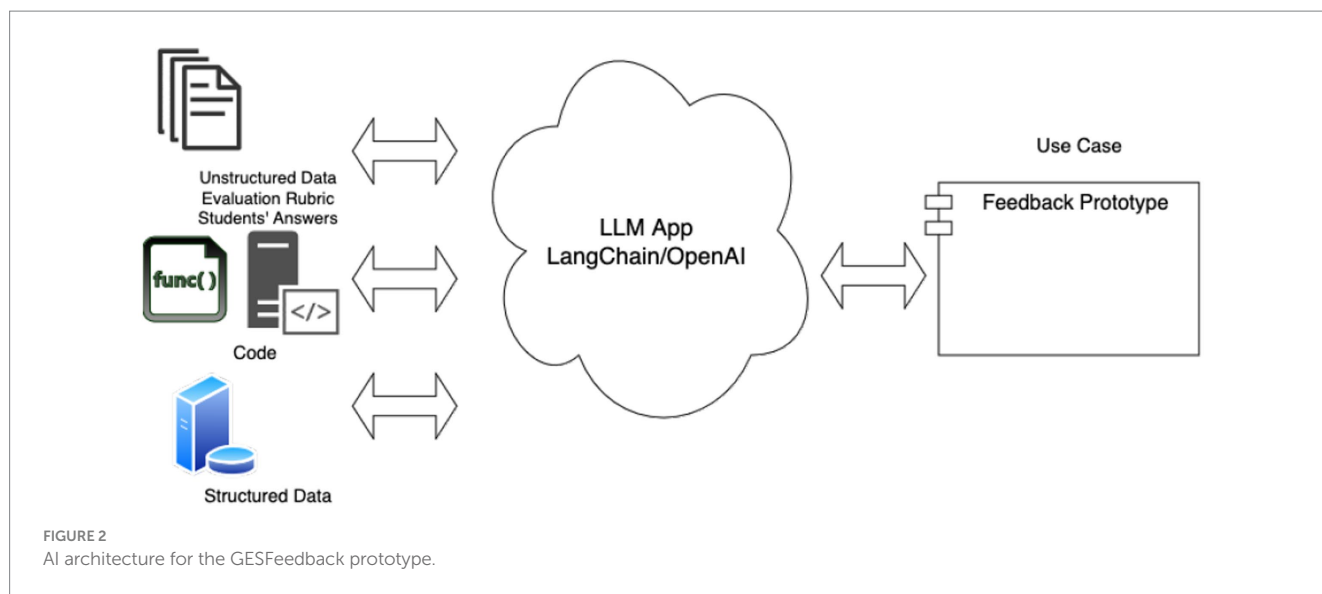 Unstructured Data
Evaluation Rubric
Students' Answers
func()
</>
Code
Structured Data
LLM App
LangChain/OpenAI
Use Case
Feedback Prototype
FIGURE 2
AI architecture for the GESFeedback prototype.